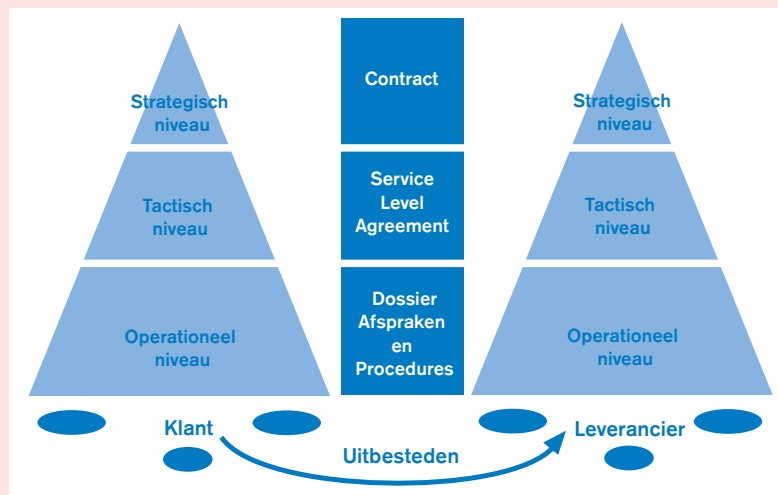 Strategisch
niveau
Tactisch
niveau
Operationeel
niveau
Klant
Contract
Service
Level
Agreement
Dossier
Afspraken
en
Procedures
Uitbesteden
Strategisch
niveau
Tactisch
niveau
Operationeel
niveau
Leverancier